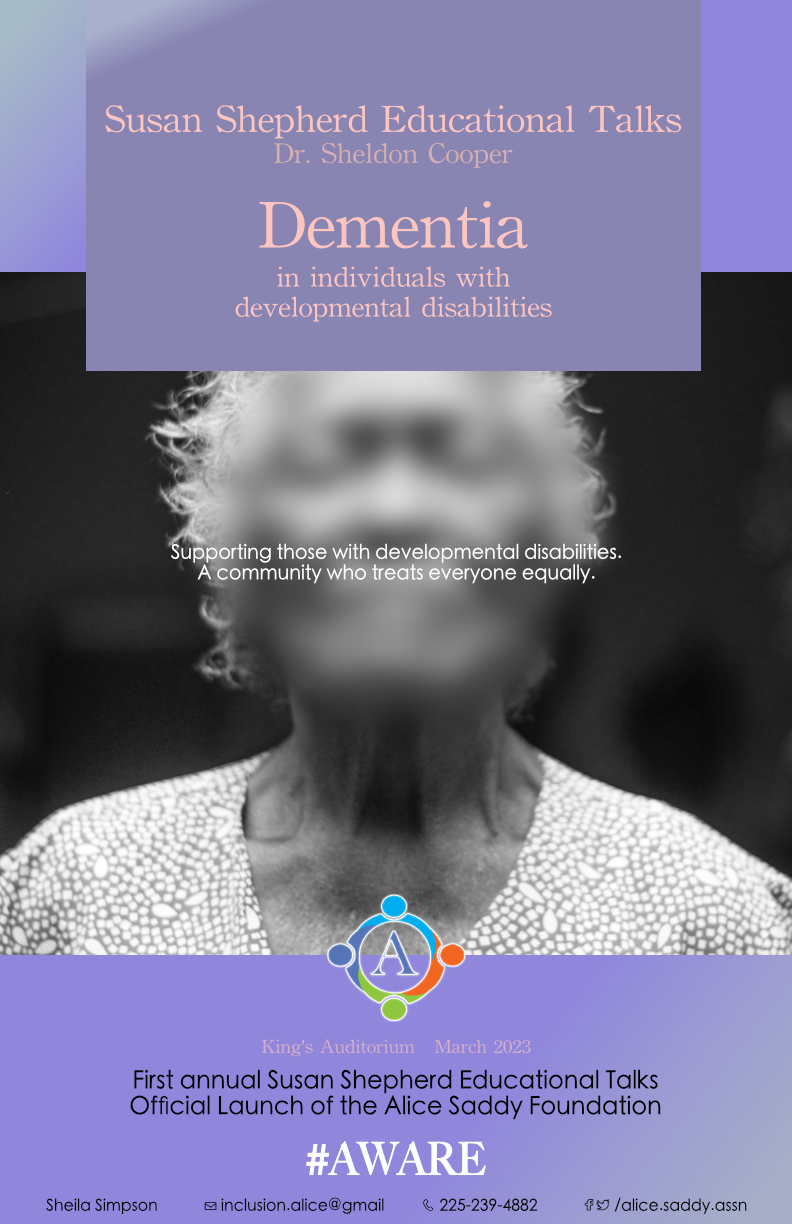 Susan Shepherd Educational Talks
Dr. Sheldon Cooper
Dementia
in individuals with
developmental disabilities
Supporting those with developmental disabilities.
A community who treats everyone equally.
A
King's Auditorium March 2023
First annual Susan Shepherd Educational Talks
Official Launch of the Alice Saddy Foundation
#AWARE
Sheila Simpson inclusion.alice@gmail 225-239-4882 /alice.saddy.assn